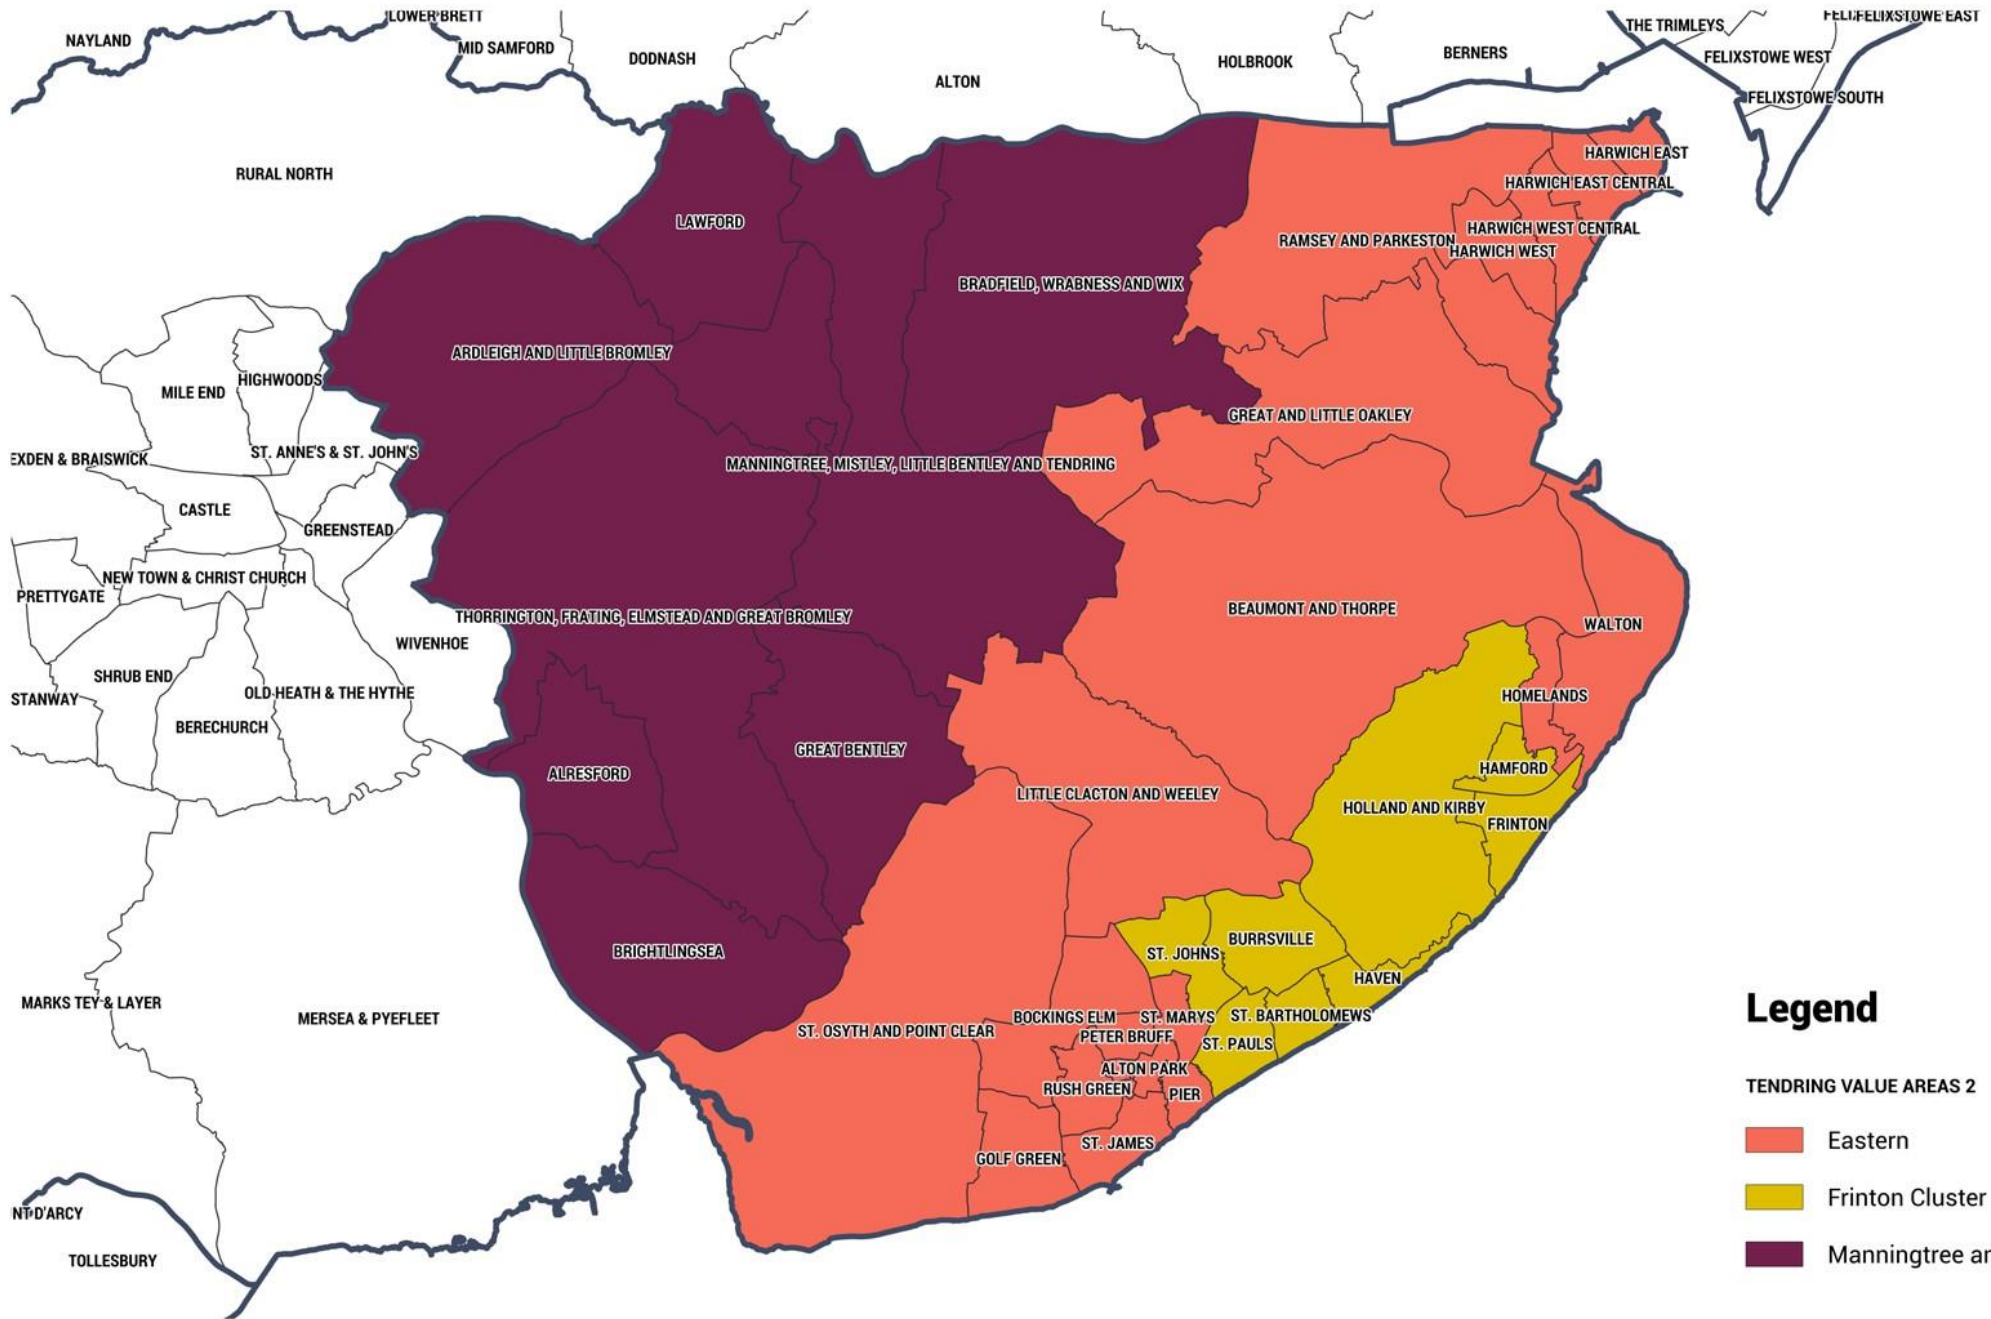 LOWER BRETT
FELIXSTOWE EAST
THE TRIMLEYS
NAYLAND
MID SAMFORD
BERNERS
DODNASH
FELIXSTOWE WEST
HOLBROOK
ALTON
FELIXSTOWE SOUTH
HARWICH EAST
RURAL NORTH
HARWICH EAST CENTRAL
LAWFORD
HARWICH WEST CENTRAL
RAMSEY AND PARKESTON
HARWICH WEST
BRADFIELD, WRABNESS AND WIX
ARDLEIGH AND LITTLE BROMLEY
HIGHWOODS
MILE END
GREAT AND LITTLE OAKLEY
ST. ANNE'S & ST. JOHN'S
EXDEN & BRAISWICK
MANNINGTREE, MISTLEY, LITTLE BENTLEY AND TENDRING
CASTLE
GREENSTEAD
NEW TOWN & CHRIST CHURCH
PRETTYGATE
BEAUMONT AND THORPE
THORRINGTON, FRATING, ELMSTEAD AND GREAT BROMLEY
WALTON
WIVENHOE
SHRUB END
OLD HEATH & THE HYTHE
HOMELANDS
STANWAY
BERECHURCH
GREAT BENTLEY
HAMFORD
ALRESFORD
LITTLE CLACTON AND WEELEY
HOLLAND AND KIRBY
FRINTON
BURRSVILLE
BRIGHTLINGSEA
ST. JOHNS
HAVEN
MARKS TEY & LAYER
MERSEA & PYEFLEET
BOCKINGS ELM
ST. MARYS
ST. BARTHOLOMEWS
ST. OSYTH AND POINT CLEAR
PETER BRUFF
ST. PAULS
ALTON PARK
RUSH GREEN
PIER
ST. JAMES
GOLF GREEN
NT D'ARCY
TOLLESBURY
Legend
TENDRING VALUE AREAS 2
Eastern
Frinton Cluster
Manningtree